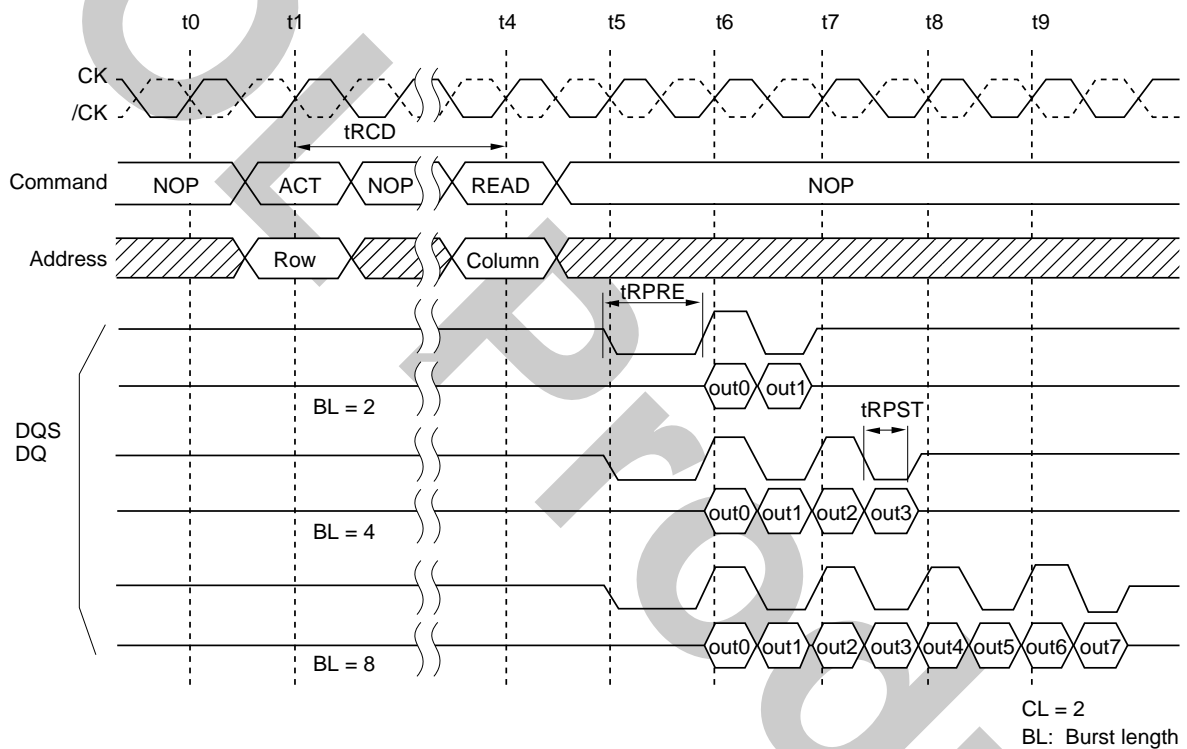 t0 t1 t4 t5 t6 t7 t8 t9
CK
/CK
tRCD
Command NOP ACT NOP READ NOP
Address Row Column
tRPRE
out0 out1
BL = 2
tRPST
DQS
DQ
out0 out1 out2 out3
BL = 4
out0 out1 out2 out3 out4 out5 out6 out7
BL = 8
CL = 2
BL: Burst length